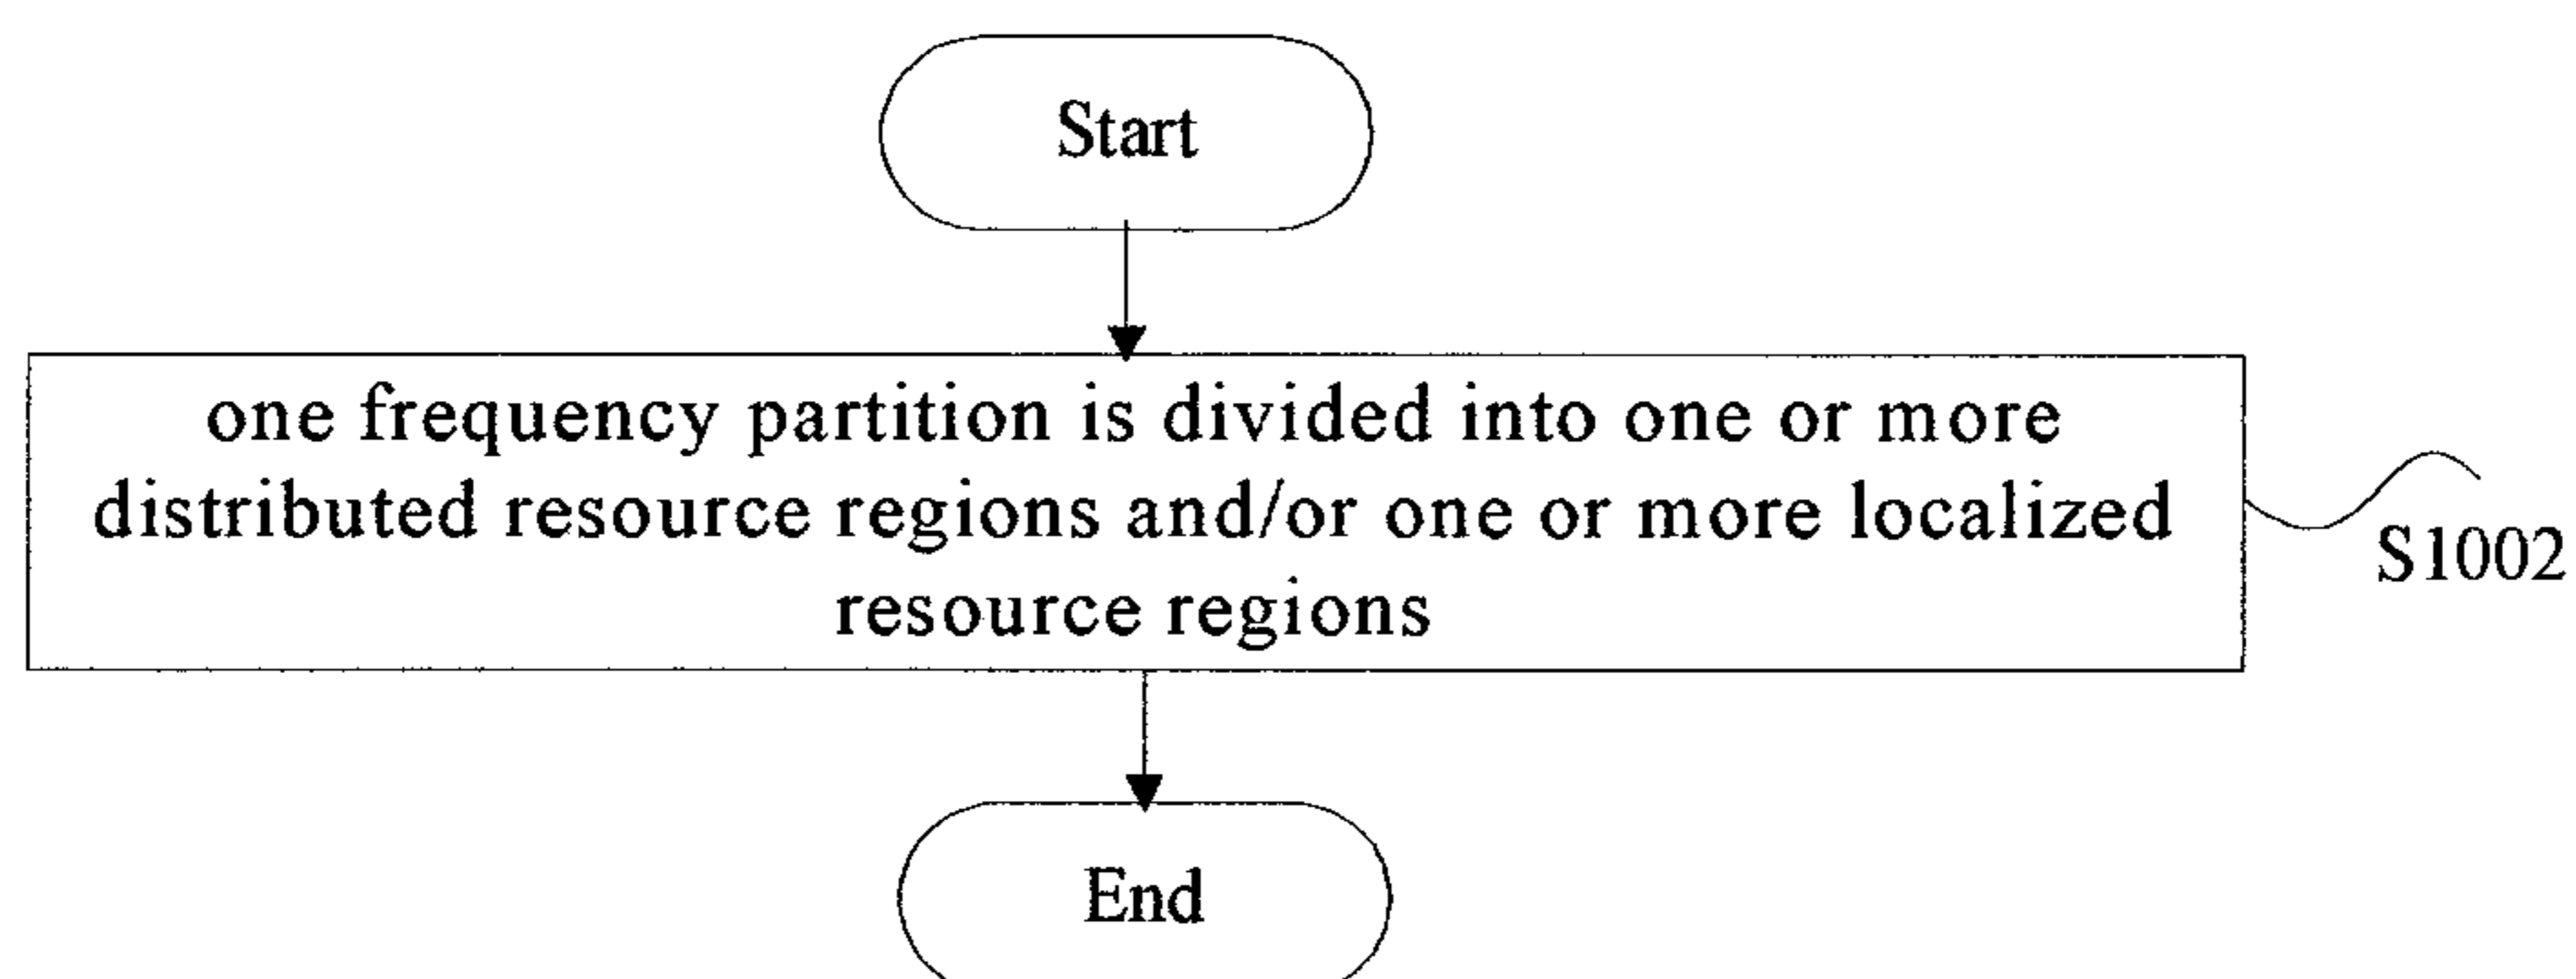 Start
one frequency partition is divided into one or more
distributed resource regions and/or one or more localized
resource regions
S1002
End